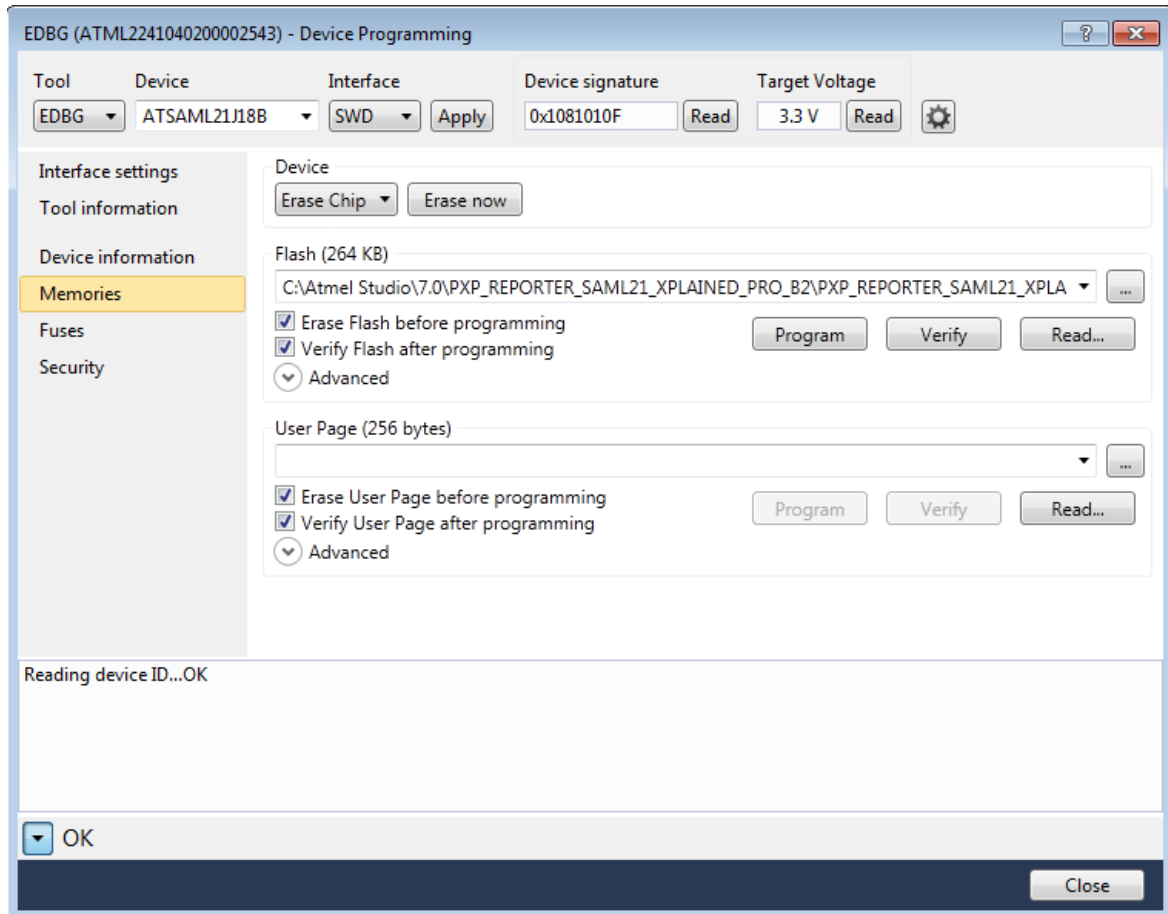 EDBG (ATML2241040200002543) - Device Programming
Tool Device Interface Device signature Target Voltage
EDBG ATSAML21J18B SWD Apply 0x1081010F Read 3.3 V Read
Interface settings
Tool information
Device information
Memories
Fuses
Security
Device
Erase Chip Erase now
Flash (264 KB)
C:\Atmel Studio\7.0\PXP_REPORTER_SAML21_XPLAINED_PRO_B2\PXP_REPORTER_SAML21_XPLA ...
Erase Flash before programming
Verify Flash after programming
Program Verify Read...
Advanced
User Page (256 bytes)
...
Erase User Page before programming
Verify User Page after programming
Program Verify Read...
Advanced
Reading device ID...OK
OK
Close